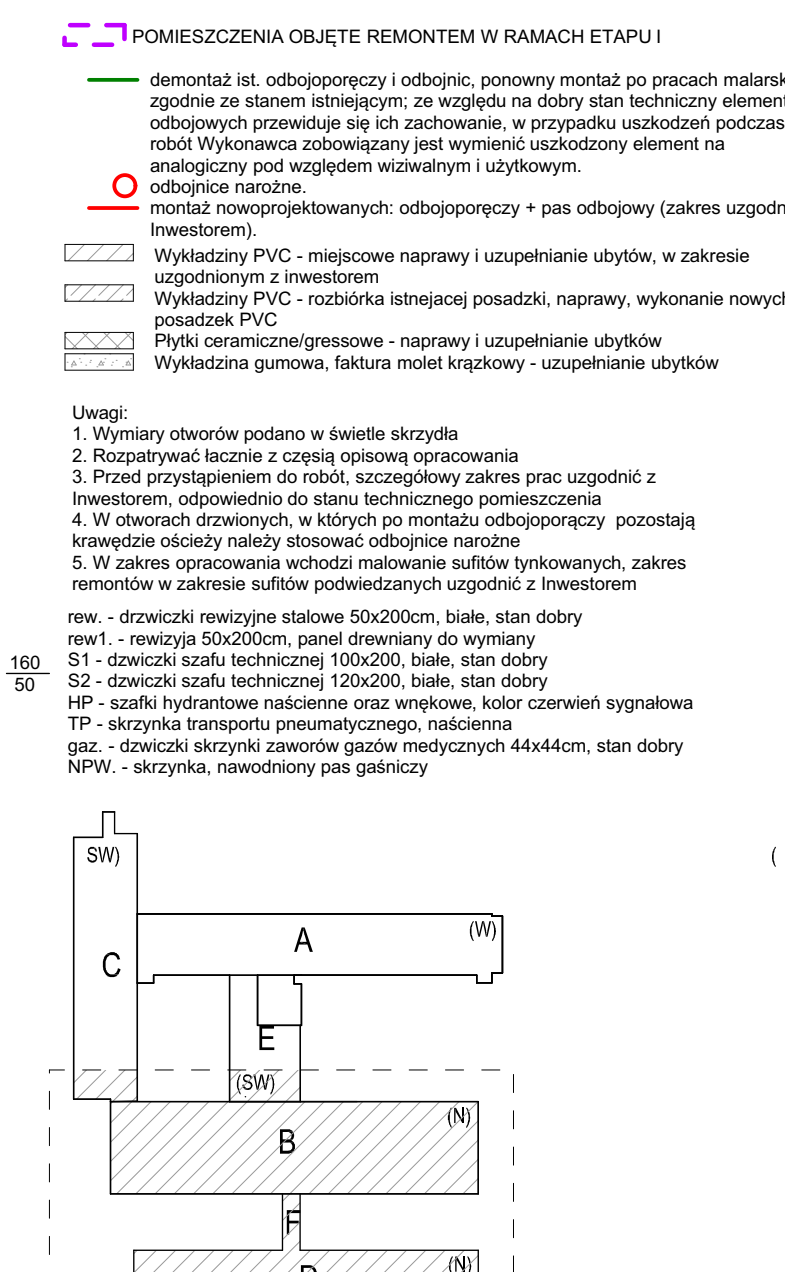 POMIESZCZENIA OBJĘTE REMONTEM W RAMACH ETAPU I
demontaż ist. odbojoporęczy i odbojnic, ponowny montaż po pracach malarsk
zgodnie ze stanem istniejącym; ze względu na dobry stan techniczny element
odbojowych przewiduje się ich zachowanie, w przypadku uszkodzeń podczas
robót Wykonawca zobowiązany jest wymienić uszkodzony element na
analogiczny pod względem wiziwalnym i użytkowym.
odbojnice narożne.
montaż nowoprojektowanych: odbojoporęczy + pas odbojowy (zakres uzgodn
Inwestorem).
Wykładziny PVC - miejscowe naprawy i uzupełnianie ubytów, w zakresie
uzgodnionym z inwestorem
Wykładziny PVC - rozbiórka istnejacej posadzki, naprawy, wykonanie nowych
posadzek PVC
Płytki ceramiczne/gressowe - naprawy i uzupełnianie ubytków
Wykładzina gumowa, faktura molet krązkowy - uzupełnianie ubytków
Uwagi:
1. Wymiary otworów podano w świetle skrzydła
2. Rozpatrywać łacznie z częsią opisową opracowania
3. Przed przystąpieniem do robót, szczegółowy zakres prac uzgodnić z
Inwestorem, odpowiednio do stanu technicznego pomieszczenia
4. W otworach drzwionych, w których po montażu odbojoporączy pozostają
krawędzie ościeży należy stosować odbojnice narożne
5. W zakres opracowania wchodzi malowanie sufitów tynkowanych, zakres
remontów w zakresie sufitów podwiedzanych uzgodnić z Inwestorem
rew. - drzwiczki rewizyjne stalowe 50x200cm, białe, stan dobry
rew1. - rewizyja 50x200cm, panel drewniany do wymiany
160
50
S1 - dzwiczki szafu technicznej 100x200, białe, stan dobry
S2 - dzwiczki szafu technicznej 120x200, białe, stan dobry
HP - szafki hydrantowe naścienne oraz wnękowe, kolor czerwień sygnałowa
TP - skrzynka transportu pneumatycznego, naścienna
gaz. - dzwiczki skrzynki zaworów gazów medycznych 44x44cm, stan dobry
NPW. - skrzynka, nawodniony pas gaśniczy
SW)
(
A
(W)
C
E
(SW)
(N)
B
F
(N)
D